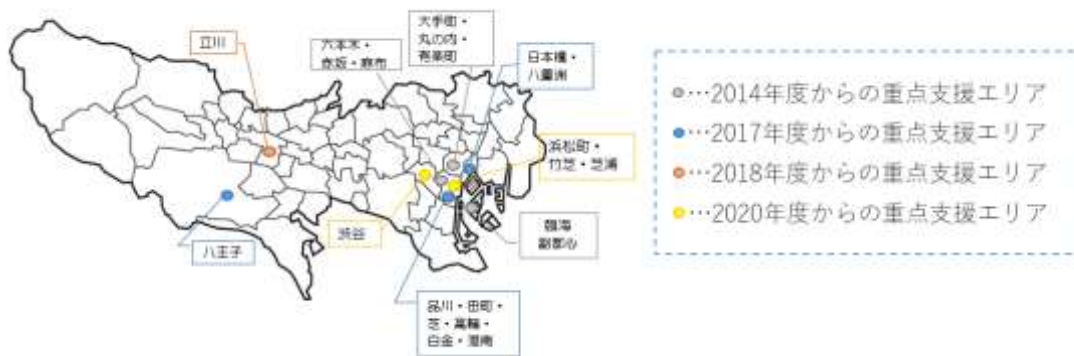 立川
六本木・
赤坂・麻布
大手町・
丸の内・
有楽町
日本橋・
八重洲
浜松町・
竹芝・芝浦
臨海
副都心
渋谷
八王子
品川・田町・
芝・高輪・
白金・港南
…2014年度からの重点支援エリア
…2017年度からの重点支援エリア
…2018年度からの重点支援エリア
…2020年度からの重点支援エリア